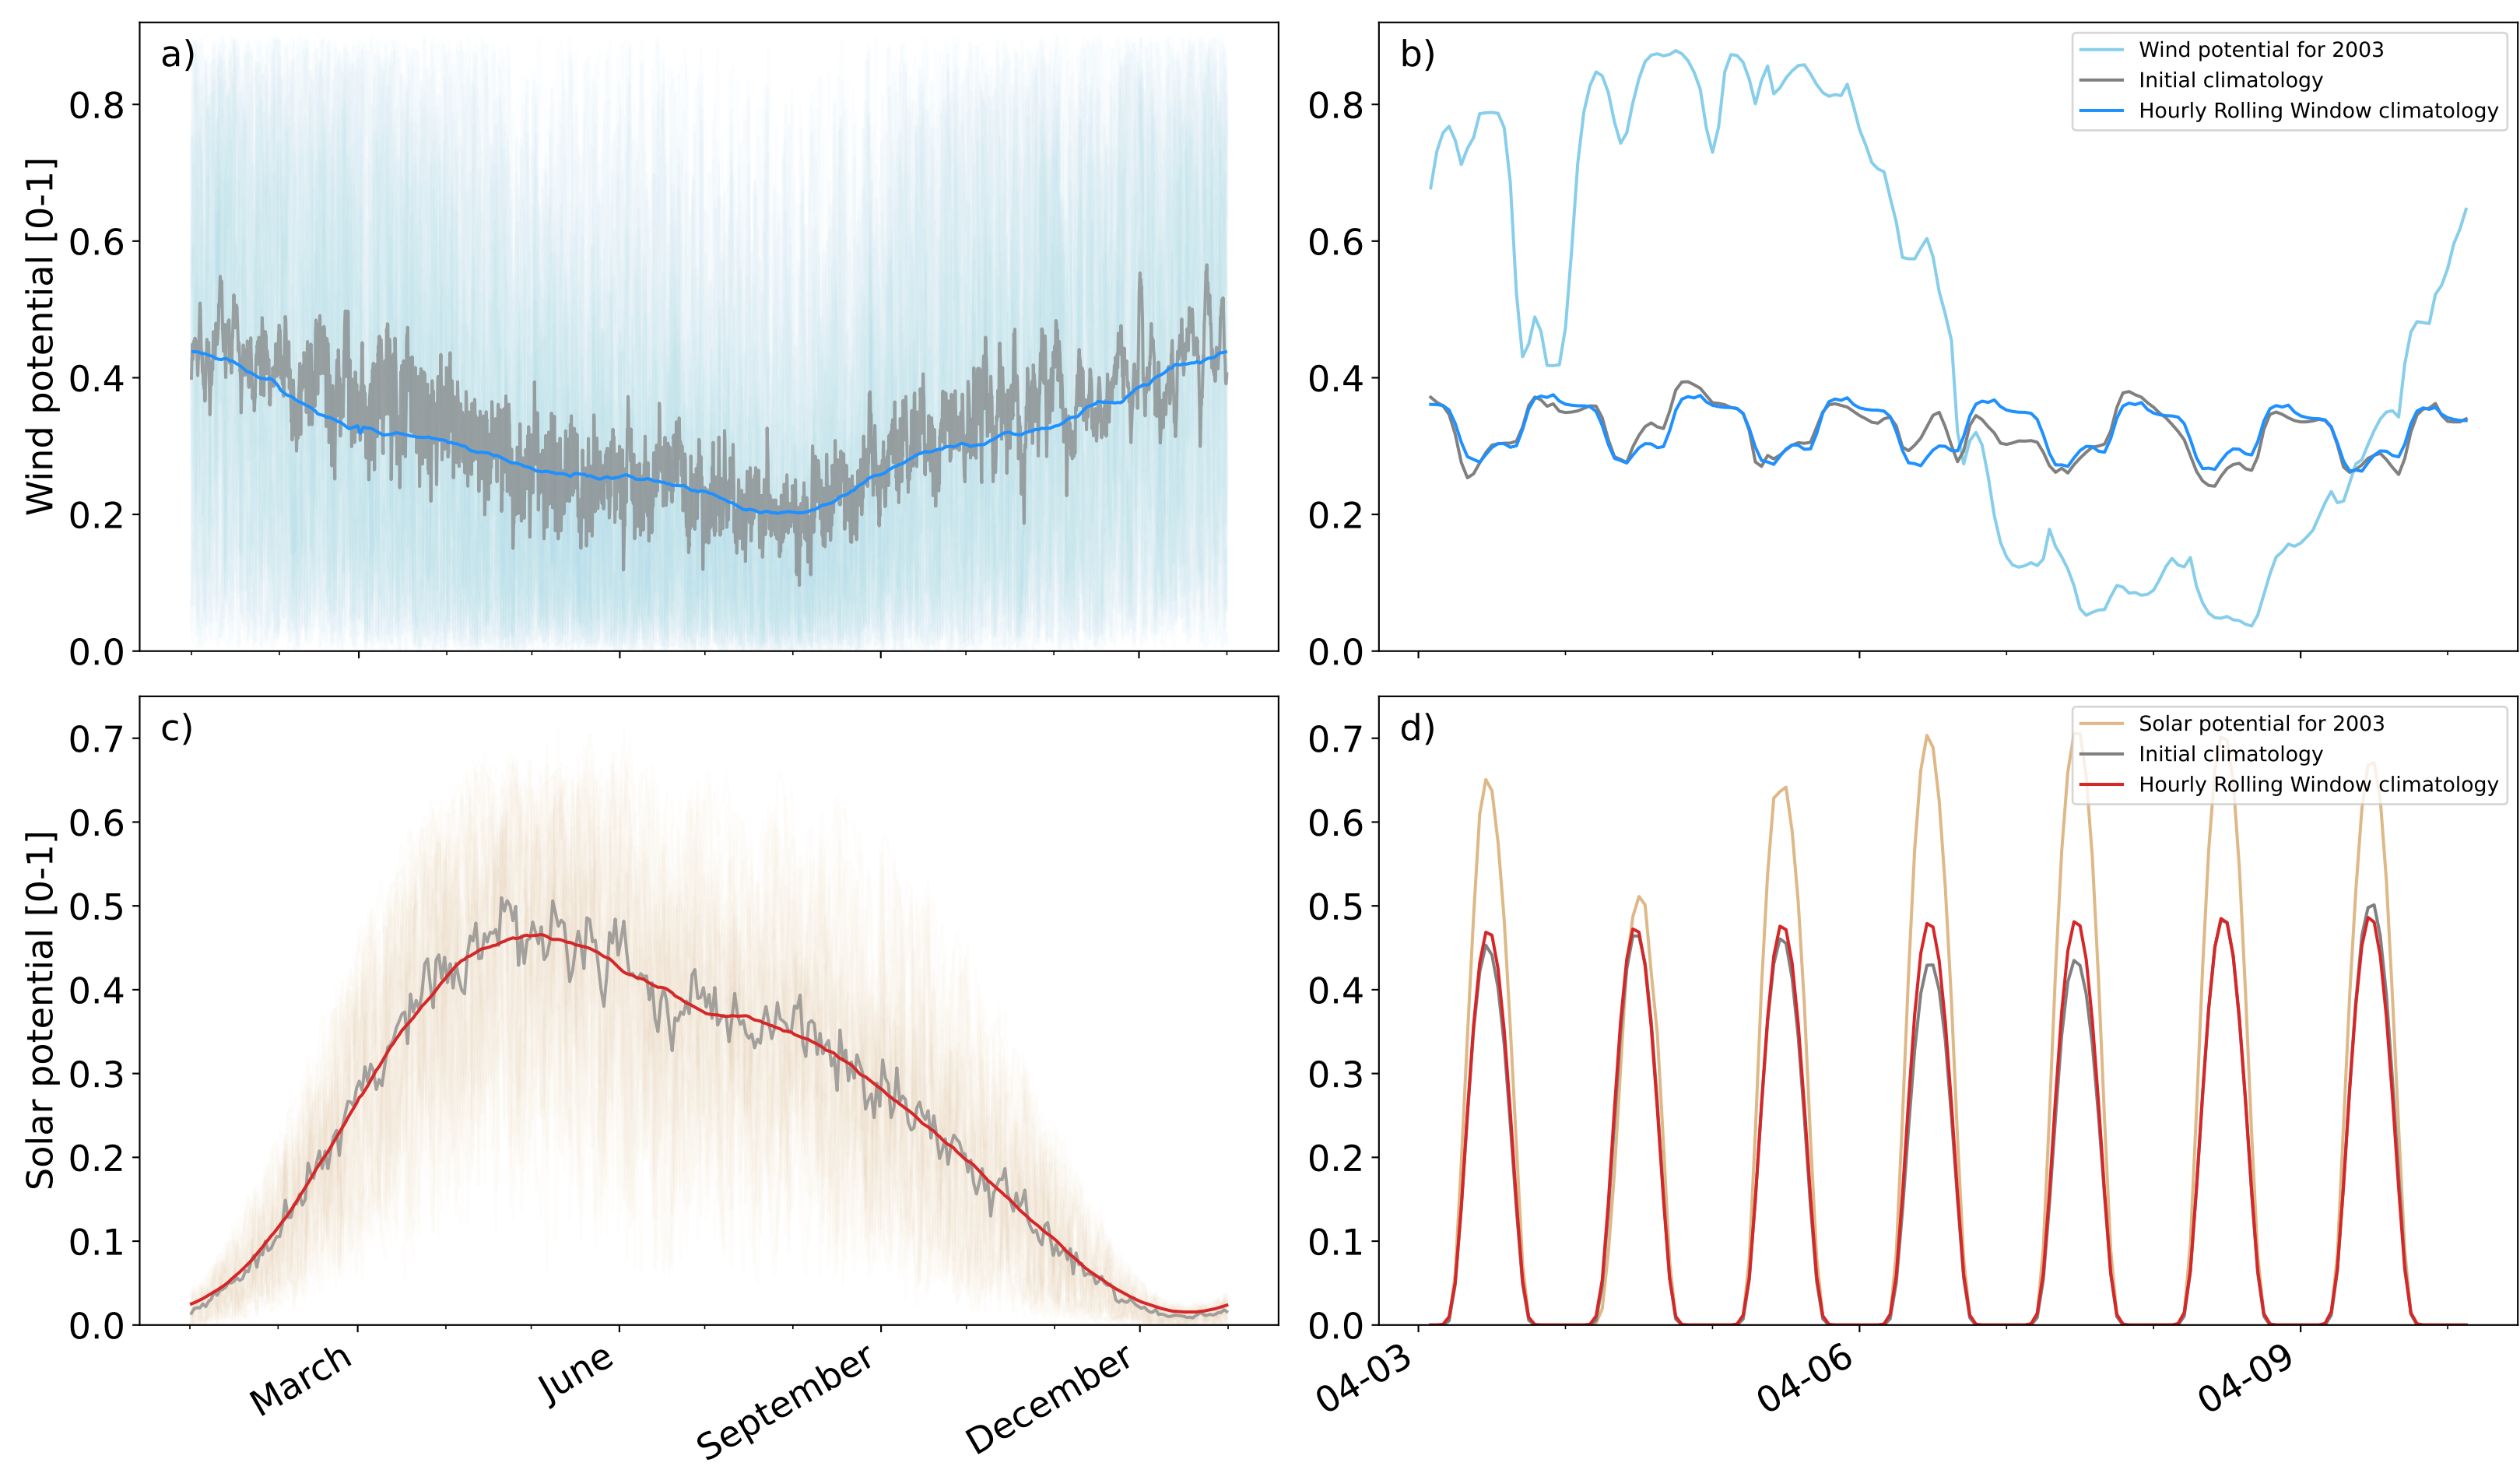 a)
Wind potential [0-1]
0.8
0.6
0.4
0.2
0.0
b)
Wind potential for 2003
Initial climatology
Hourly Rolling Window climatology
0.8
0.6
0.4
0.2
0.0
c)
Solar potential [0-1]
0.7
0.6
0.5
0.4
0.3
0.2
0.1
0.0
March
June
September
December
d)
Solar potential for 2003
Initial climatology
Hourly Rolling Window climatology
0.7
0.6
0.5
0.4
0.3
0.2
0.1
0.0
04-03
04-06
04-09